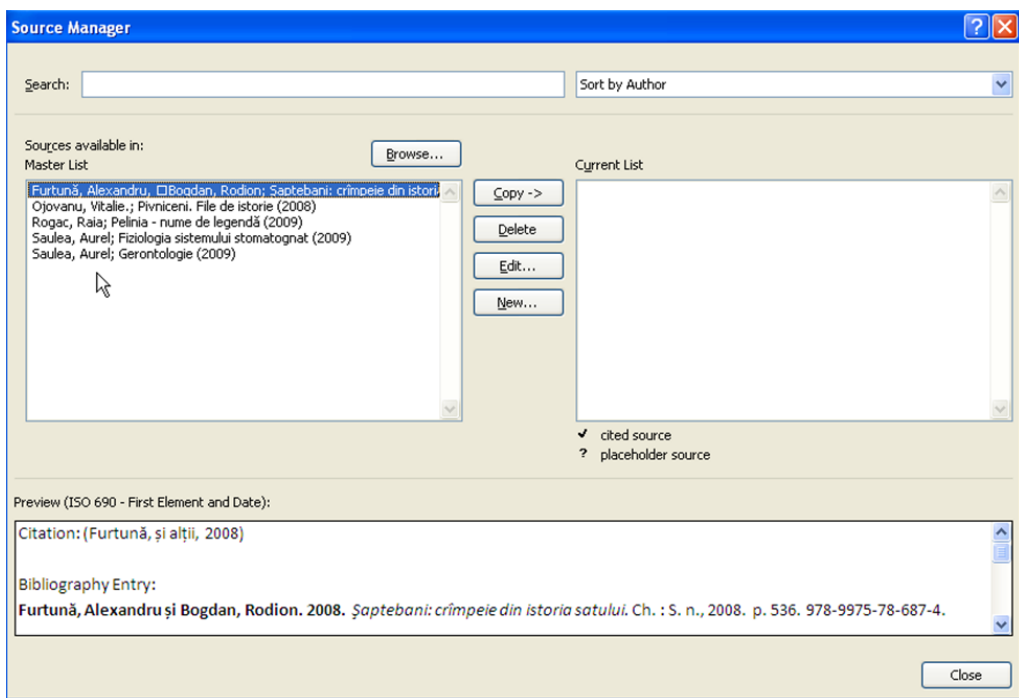 Source Manager
Search:
Sort by Author
Sources available in:
Master List
Browse...
Current List
Furtună, Alexandru, □Bogdan, Rodion; Șaptebani: crîmpeie din istori
Ojovanu, Vitalie.; Pivniceni. File de istorie (2008)
Rogac, Raia; Pelinia - nume de legendă (2009)
Saulea, Aurel; Fiziologia sistemului stomatognat (2009)
Saulea, Aurel; Gerontologie (2009)
Copy ->
Delete
Edit...
New...
✓ cited source
? placeholder source
Preview (ISO 690 - First Element and Date):
Citation: (Furtună, și alții, 2008)
Bibliography Entry:
Furtună, Alexandru și Bogdan, Rodion. 2008. Șaptebani: crîmpeie din istoria satului. Ch. : S. n., 2008. p. 536. 978-9975-78-687-4.
Close